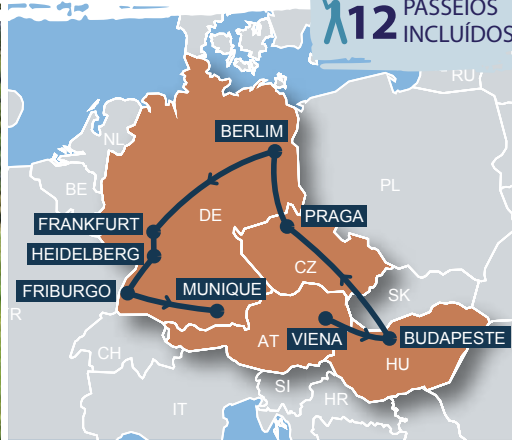 12 PASSEIOS
INCLUÍDOS
RU
NL
BERLIM
BE
PL
DE
PRAGA
FRANKFURT
HEIDELBERG
CZ
FRIBURGO
MUNIQUE
SK
R
AT
VIENA
BUDAPESTE
CH
HU
SI
HR
IT